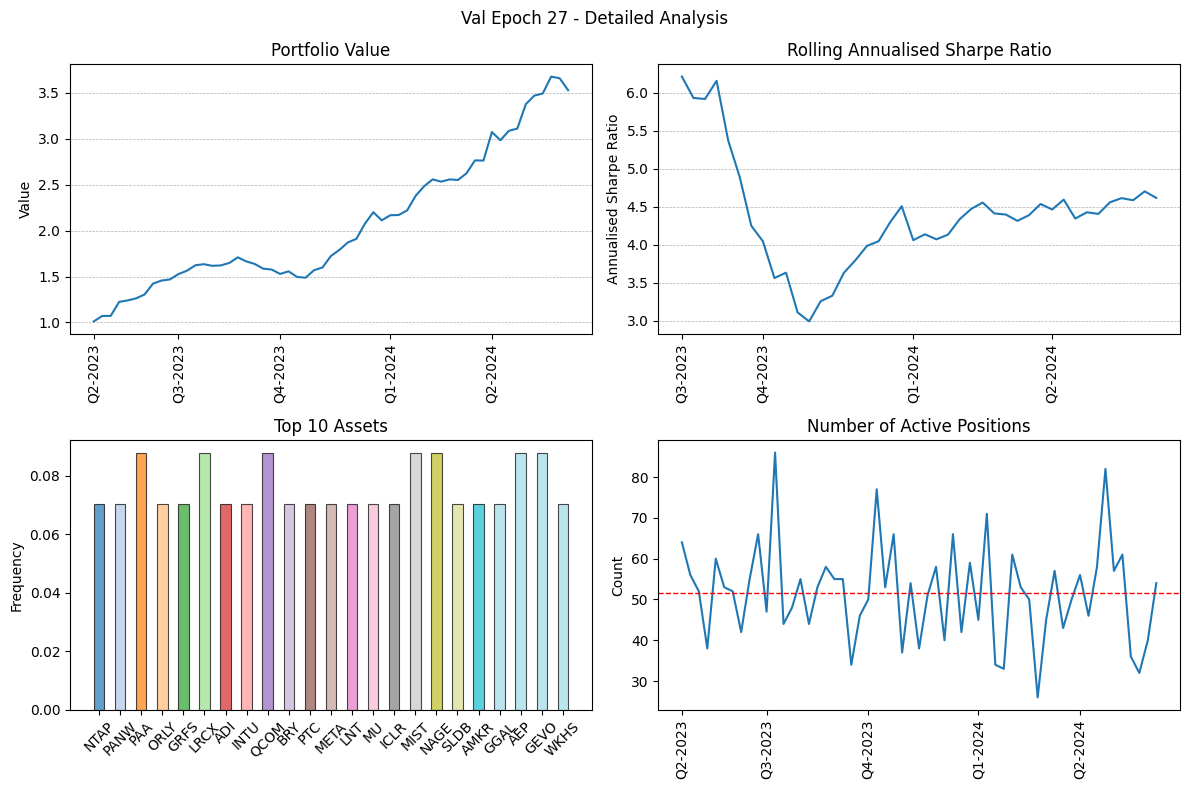 Val Epoch 27 - Detailed Analysis
Portfolio Value
Value
3.5
3.0
2.5
2.0
1.5
1.0
Q2-2023
Q3-2023
Q4-2023
Q1-2024
Q2-2024
Rolling Annualised Sharpe Ratio
Annualised Sharpe Ratio
6.0
5.5
5.0
4.5
4.0
3.5
3.0
Q3-2023
Q4-2023
Q1-2024
Q2-2024
Top 10 Assets
Frequency
0.08
0.06
0.04
0.02
0.00
NTAP
PANW
PAA
ORLY
GRFS
LRCX
ADI
INTU
QCOM
BRY
PTC
META
LNT
MU
ICLR
MIST
NAGE
SLDB
AMKR
GGAL
AEP
GEVO
WKHS
Number of Active Positions
Count
80
70
60
50
40
30
Q2-2023
Q3-2023
Q4-2023
Q1-2024
Q2-2024